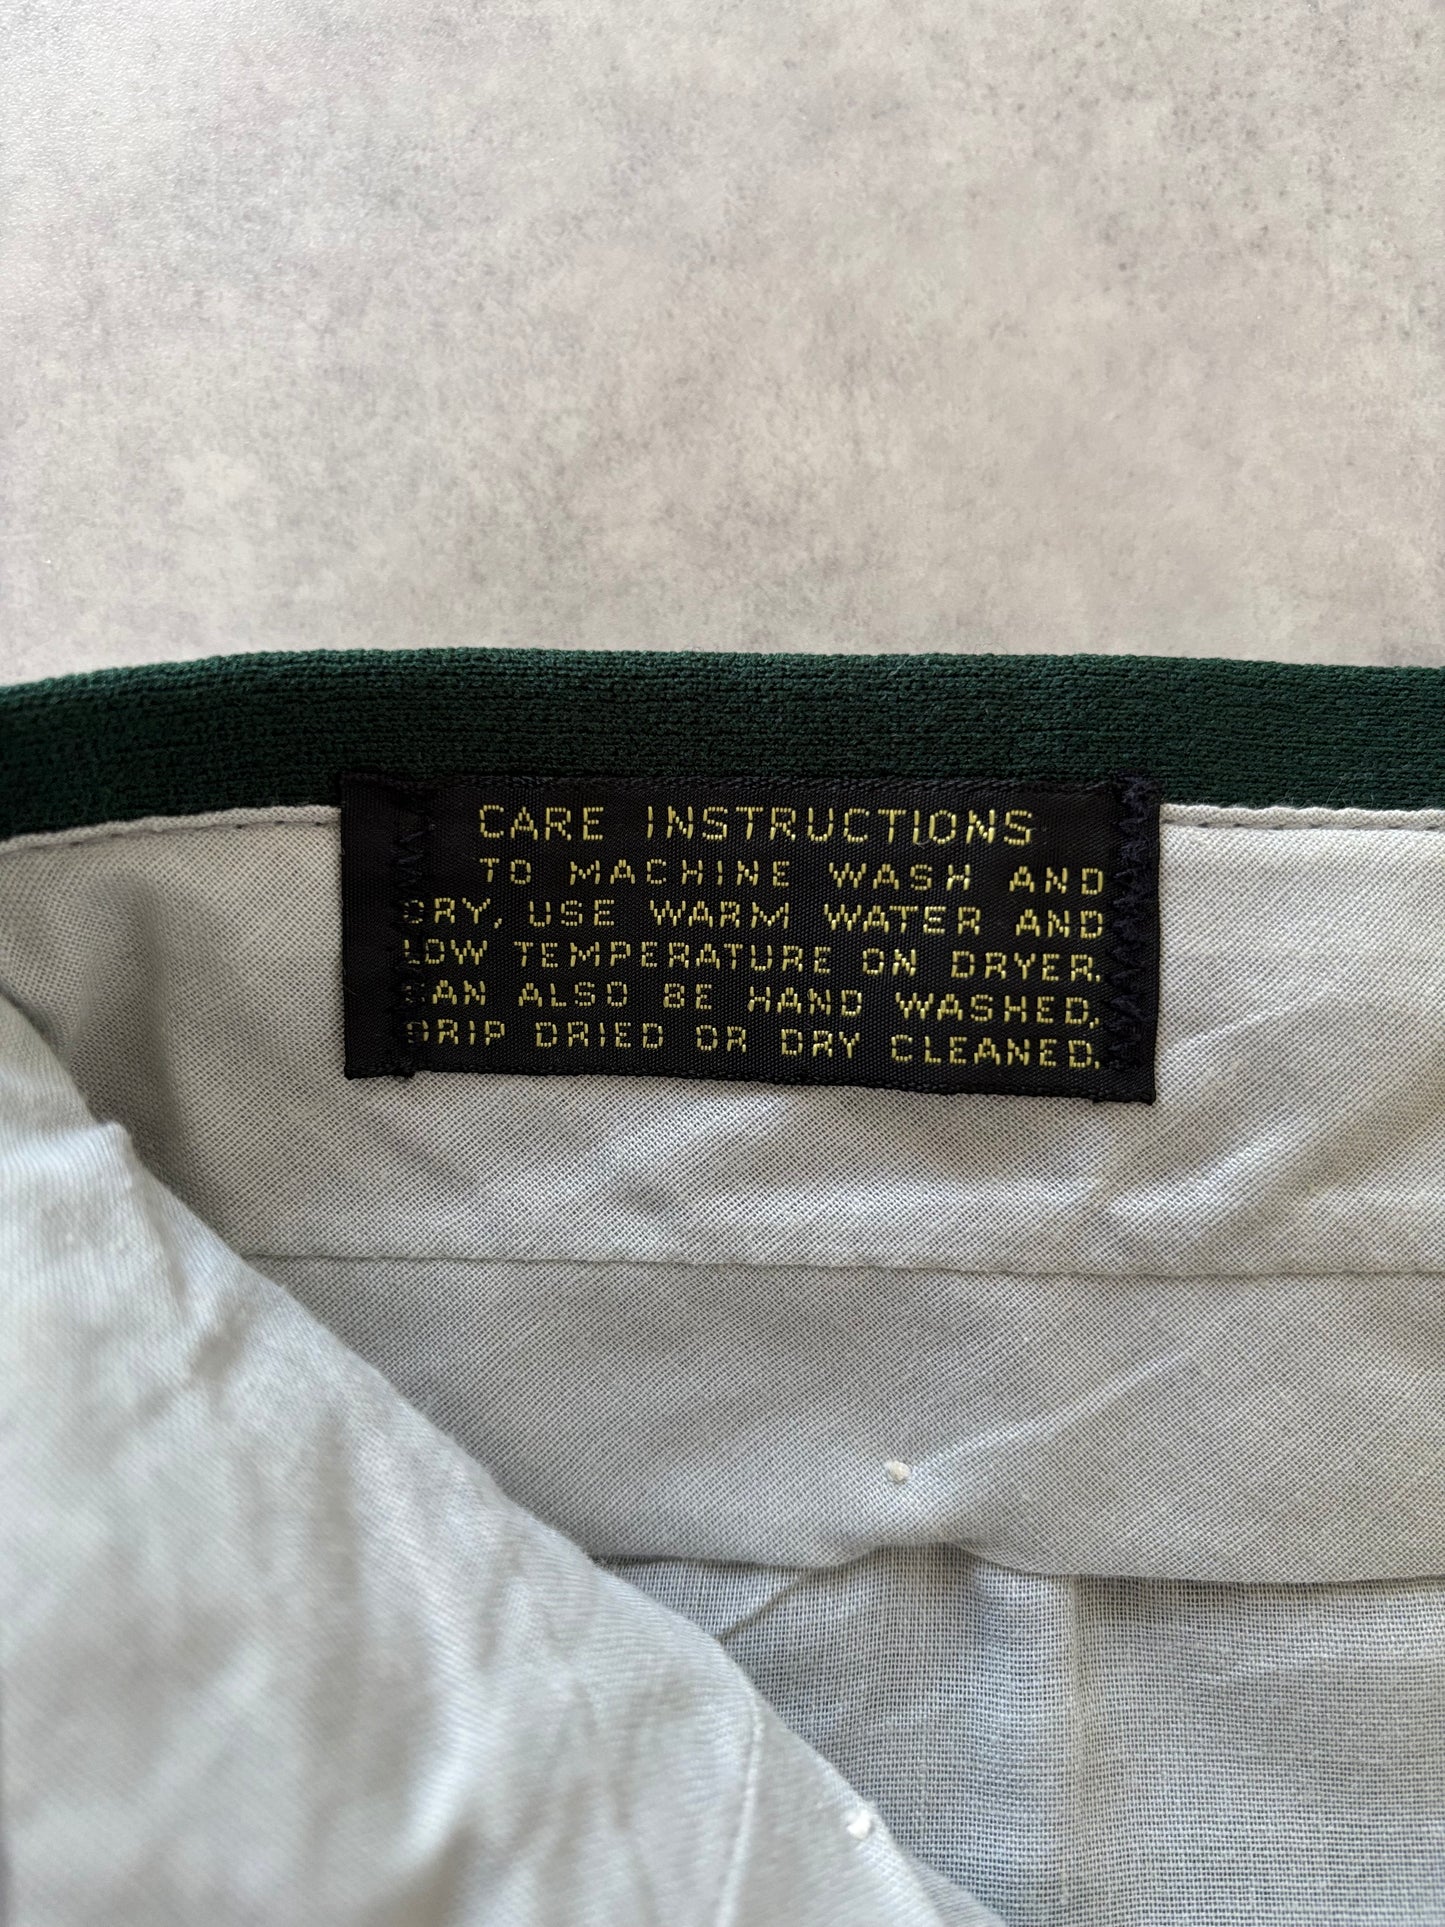 CARE INSTRUCTIONS
TO MACHINE WASH AND
DRY, USE WARM WATER AND
LOW TEMPERATURE ON DRYER.
CAN ALSO BE HAND WASHED,
DRIP DRIED OR DRY CLEANED.